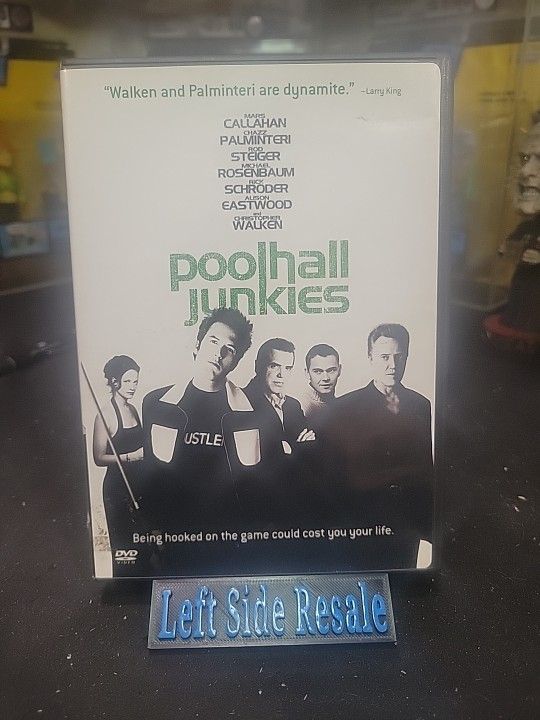 “Walken and Palminteri are dynamite.” –Larry King
MARS
CALLAHAN
CHAZZ
PALMINTERI
ROD
STEIGER
MICHAEL
ROSENBAUM
RICK
SCHRODER
ALISON
EASTWOOD
and
CHRISTOPHER
WALKEN
poolhall
junkies
USTLE
Being hooked on the game could cost you your life.
DVD
VIDEO
Left Side Resale